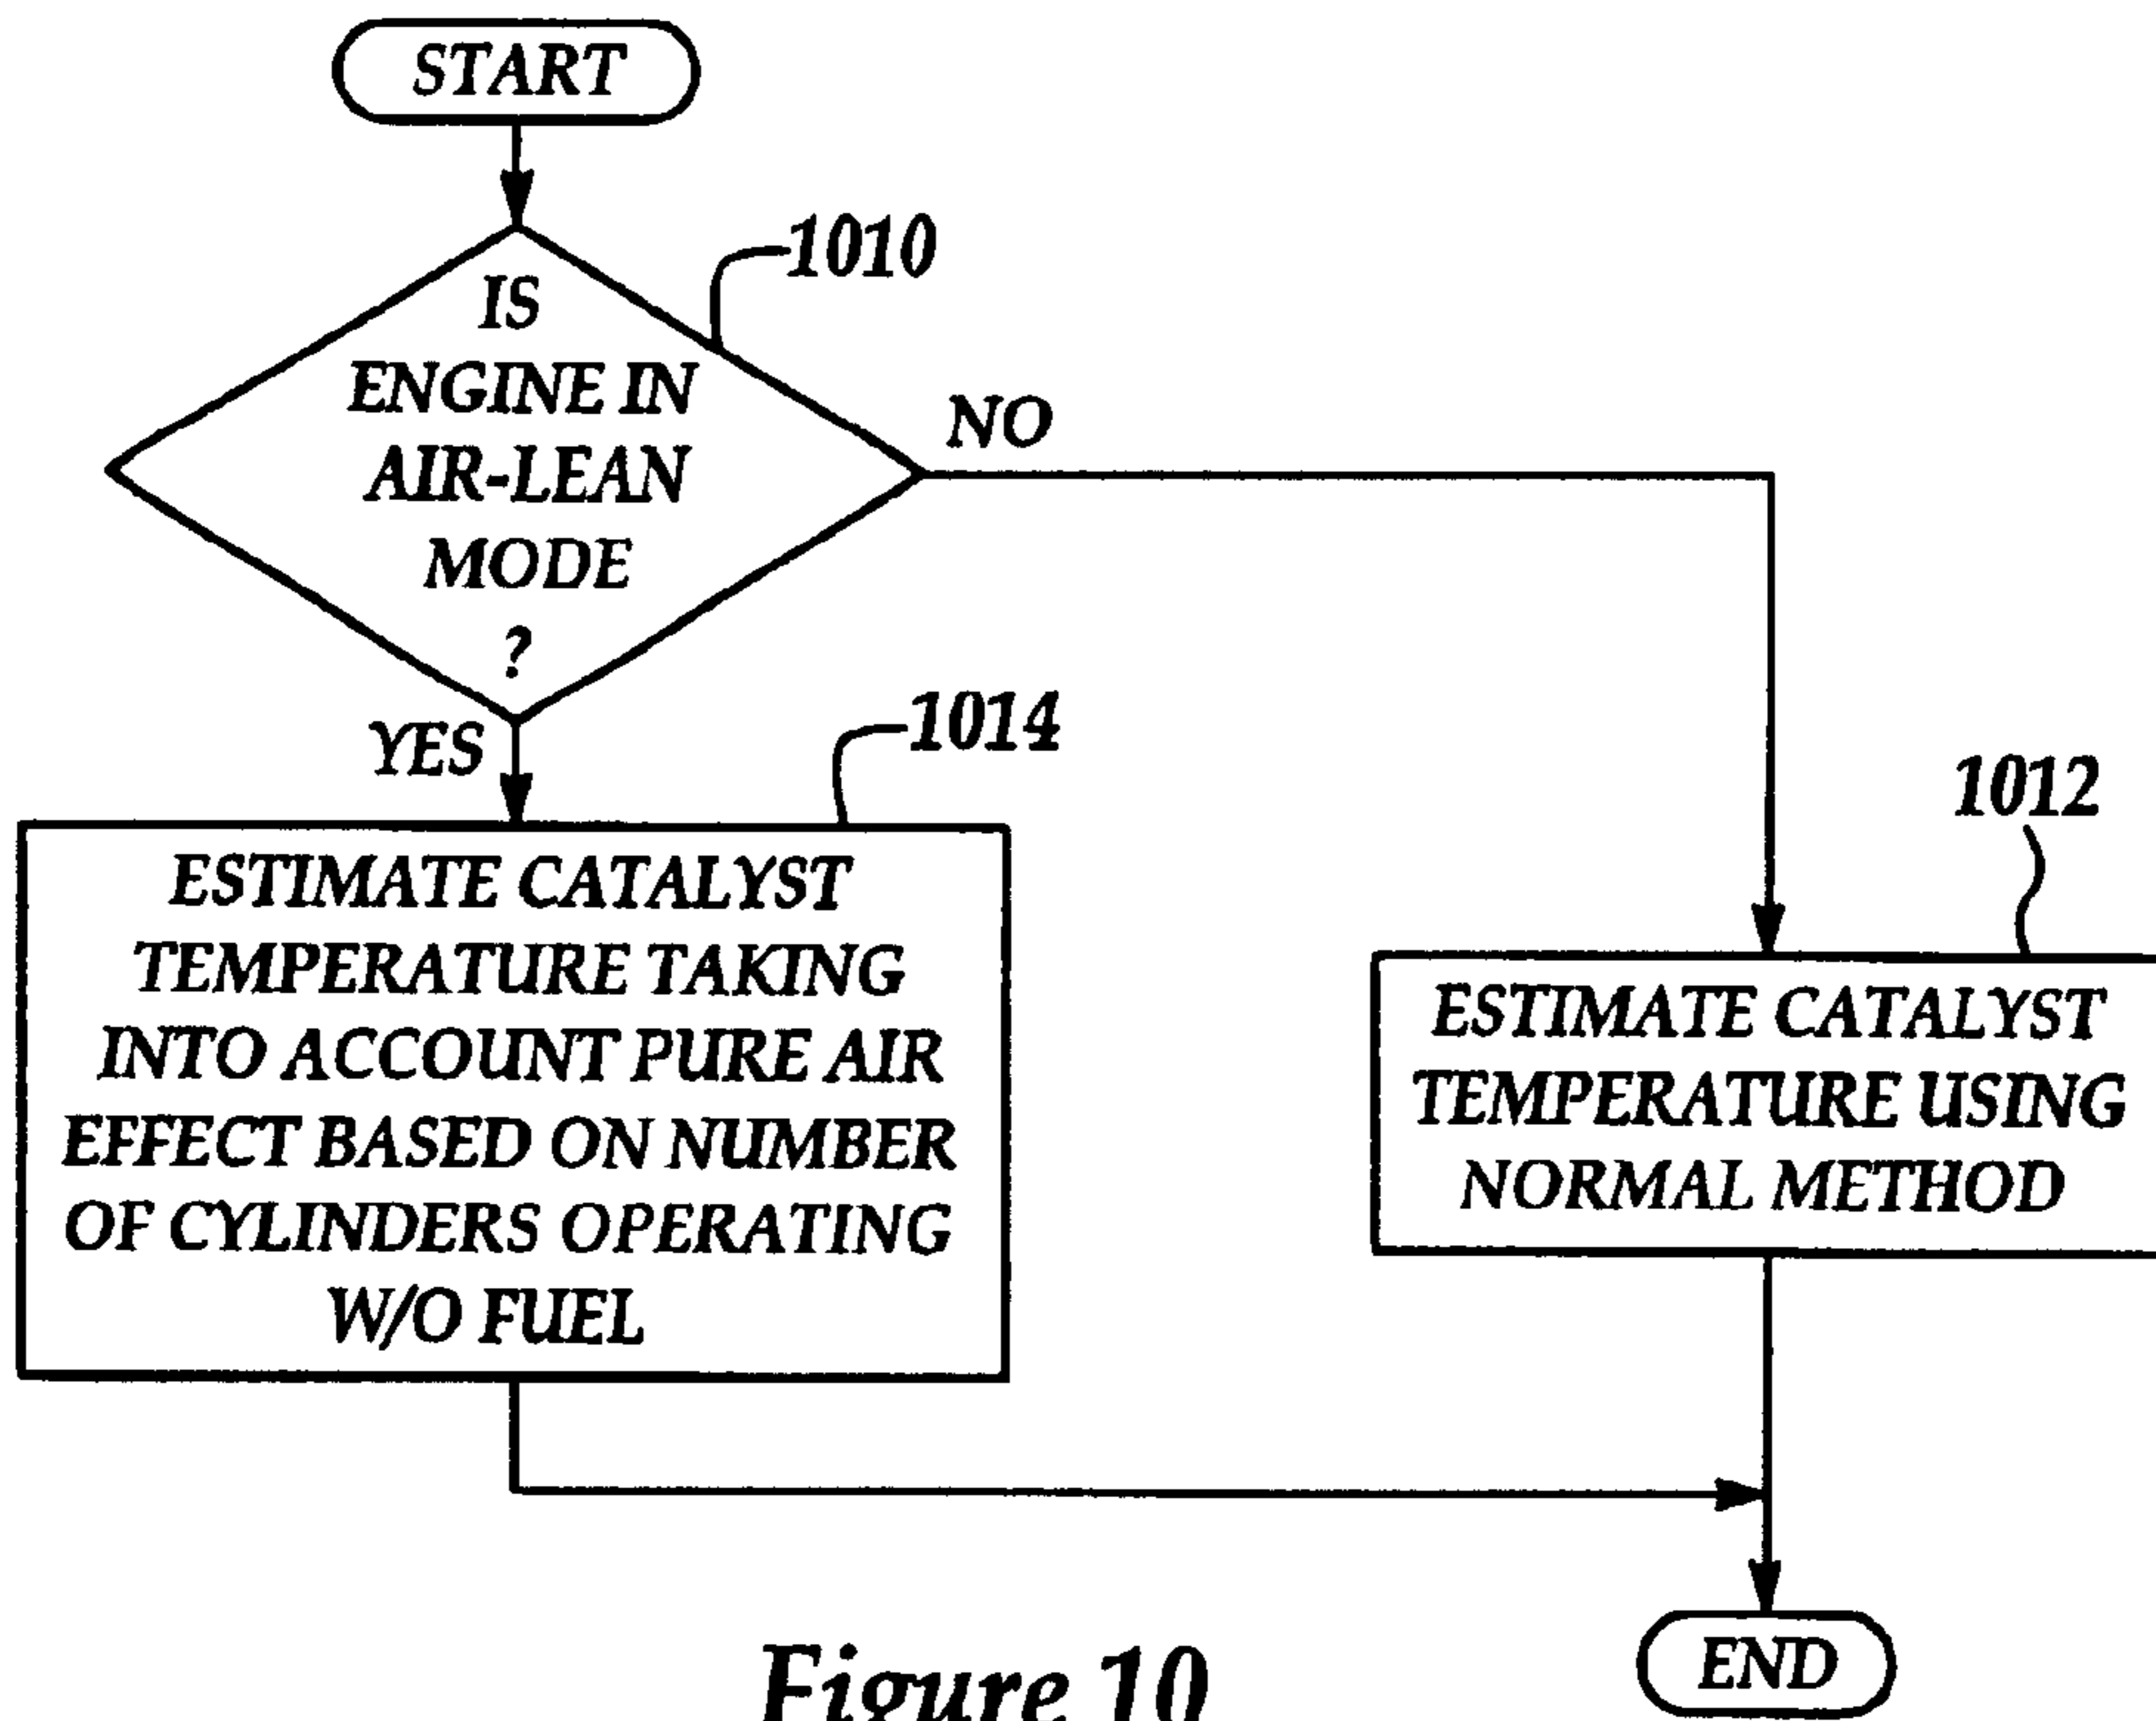 START
1010
IS
ENGINE IN
AIR-LEAN
MODE
?
NO
YES
1014
ESTIMATE CATALYST
TEMPERATURE TAKING
INTO ACCOUNT PURE AIR
EFFECT BASED ON NUMBER
OF CYLINDERS OPERATING
W/O FUEL
1012
ESTIMATE CATALYST
TEMPERATURE USING
NORMAL METHOD
END
Figure 10